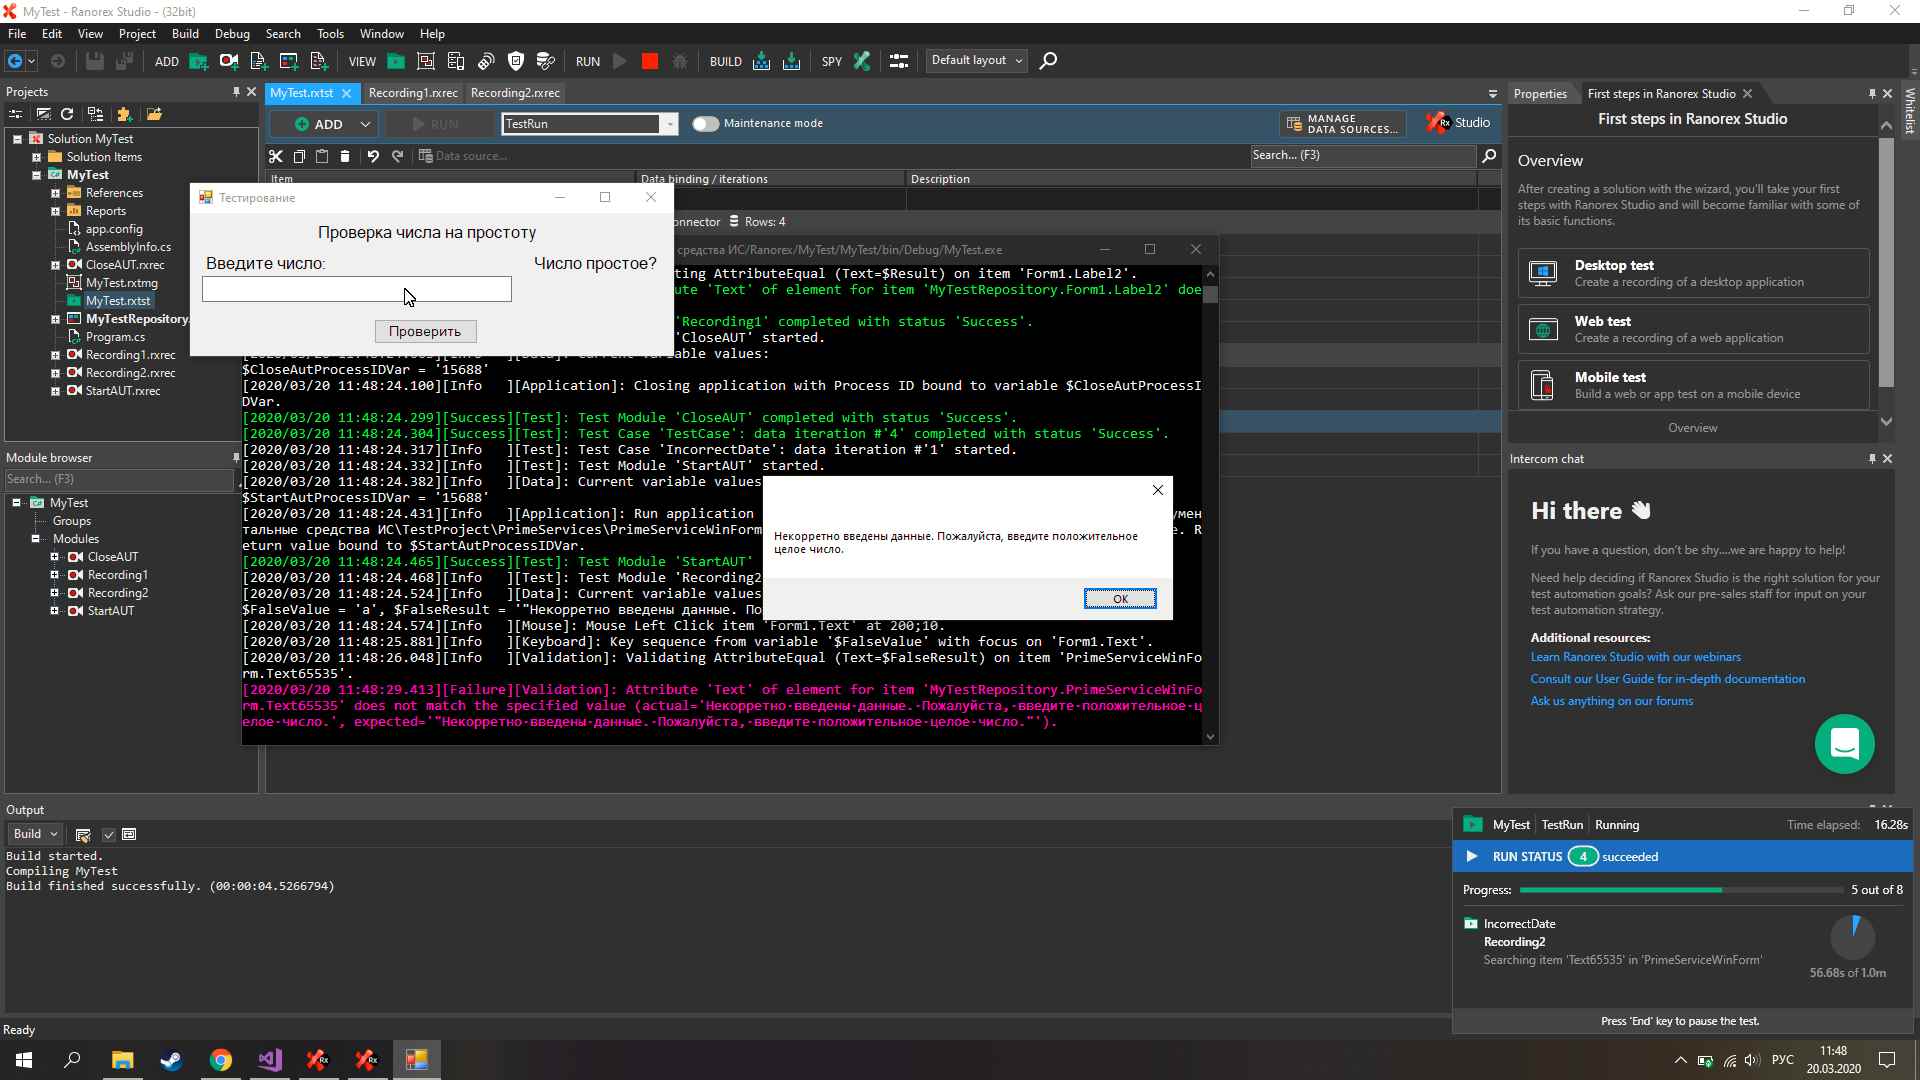 MyTest - Ranorex Studio - (32bit)
File Edit View Project Build Debug Search Tools Window Help
ADD VIEW RUN BUILD SPY Default layout
Projects
Solution MyTest
Solution Items
MyTest
References
Reports
app.config
AssemblyInfo.cs
CloseAUT.rxrec
MyTest.rxtmg
MyTest.rxtst
MyTestRepository.
Program.cs
Recording1.rxrec
Recording2.rxrec
StartAUT.rxrec
Module browser
Search... (F3)
MyTest
Groups
Modules
CloseAUT
Recording1
Recording2
StartAUT
MyTest.rxtst Recording1.rxrec Recording2.rxrec
ADD RUN TestRun Maintenance mode MANAGE DATA SOURCES... Rx Studio
Data source... Search... (F3)
Item Data binding / iterations Description
onnector Rows: 4
Тестирование
Проверка числа на простоту
Введите число: Число простое?
Проверить
средства ИС/Ranorex/MyTest/MyTest/bin/Debug/MyTest.exe
ting AttributeEqual (Text=$Result) on item 'Form1.Label2'.
ute 'Text' of element for item 'MyTestRepository.Form1.Label2' doe
'Recording1' completed with status 'Success'.
'CloseAUT' started.
variable values:
$CloseAutProcessIDVar = '15688'
[2020/03/20 11:48:24.100][Info   ][Application]: Closing application with Process ID bound to variable $CloseAutProcessI
DVar.
[2020/03/20 11:48:24.299][Success][Test]: Test Module 'CloseAUT' completed with status 'Success'.
[2020/03/20 11:48:24.304][Success][Test]: Test Case 'TestCase': data iteration #'4' completed with status 'Success'.
[2020/03/20 11:48:24.317][Info   ][Test]: Test Case 'IncorrectDate': data iteration #'1' started.
[2020/03/20 11:48:24.332][Info   ][Test]: Test Module 'StartAUT' started.
[2020/03/20 11:48:24.382][Info   ][Data]: Current variable values
$StartAutProcessIDVar = '15688'
[2020/03/20 11:48:24.431][Info   ][Application]: Run application умен
тальные средства ИС\TestProject\PrimeServices\PrimeServiceWinForm e. R
eturn value bound to $StartAutProcessIDVar.
[2020/03/20 11:48:24.465][Success][Test]: Test Module 'StartAUT'
[2020/03/20 11:48:24.468][Info   ][Test]: Test Module 'Recording2
[2020/03/20 11:48:24.524][Info   ][Data]: Current variable values
$FalseValue = 'a', $FalseResult = '"Некорретно введены данные. По
[2020/03/20 11:48:24.574][Info   ][Mouse]: Mouse Left Click item 'Form1.Text' at 200;10.
[2020/03/20 11:48:25.881][Info   ][Keyboard]: Key sequence from variable '$FalseValue' with focus on 'Form1.Text'.
[2020/03/20 11:48:26.048][Info   ][Validation]: Validating AttributeEqual (Text=$FalseResult) on item 'PrimeServiceWinFo
rm.Text65535'.
[2020/03/20 11:48:29.413][Failure][Validation]: Attribute 'Text' of element for item 'MyTestRepository.PrimeServiceWinFo
rm.Text65535' does not match the specified value (actual='Некорретно·введены·данные.·Пожалуйста,·введите·положительное·ц
елое·число.', expected='"Некорретно·введены·данные.·Пожалуйста,·введите·положительное·целое·число."').
Некорретно введены данные. Пожалуйста, введите положительное
целое число.
OK
Properties First steps in Ranorex Studio
Whitelist
First steps in Ranorex Studio
Overview
After creating a solution with the wizard, you'll take your first
steps with Ranorex Studio and will become familiar with some of
its basic functions.
Desktop test
Create a recording of a desktop application
Web test
Create a recording of a web application
Mobile test
Build a web or app test on a mobile device
Overview
Intercom chat
Hi there
If you have a question, don't be shy....we are happy to help!
Need help deciding if Ranorex Studio is the right solution for your
test automation goals? Ask our pre-sales staff for input on your
test automation strategy.
Additional resources:
Learn Ranorex Studio with our webinars
Consult our User Guide for in-depth documentation
Ask us anything on our forums
Output
Build
Build started.
Compiling MyTest
Build finished successfully. (00:00:04.5266794)
MyTest TestRun Running Time elapsed: 16.28s
RUN STATUS 4 succeeded
Progress: 5 out of 8
IncorrectDate
Recording2
Searching item 'Text65535' in 'PrimeServiceWinForm'
56.68s of 1.0m
Press 'End' key to pause the test.
Ready
РУС
11:48
20.03.2020